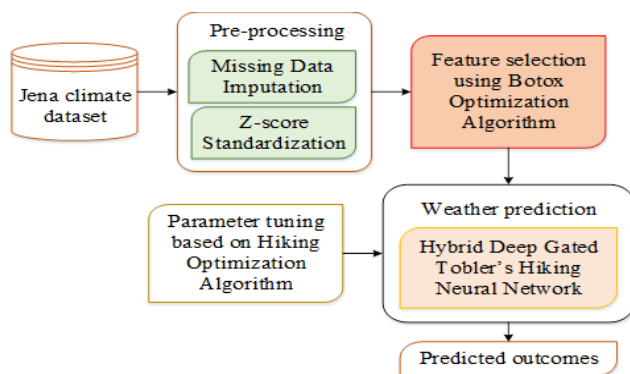 Jena climate
dataset
Pre-processing
Missing Data
Imputation
Z-score
Standardization
Feature selection
using Botox
Optimization
Algorithm
Parameter tuning
based on Hiking
Optimization
Algorithm
Weather prediction
Hybrid Deep Gated
Tobler's Hiking
Neural Network
Predicted outcomes